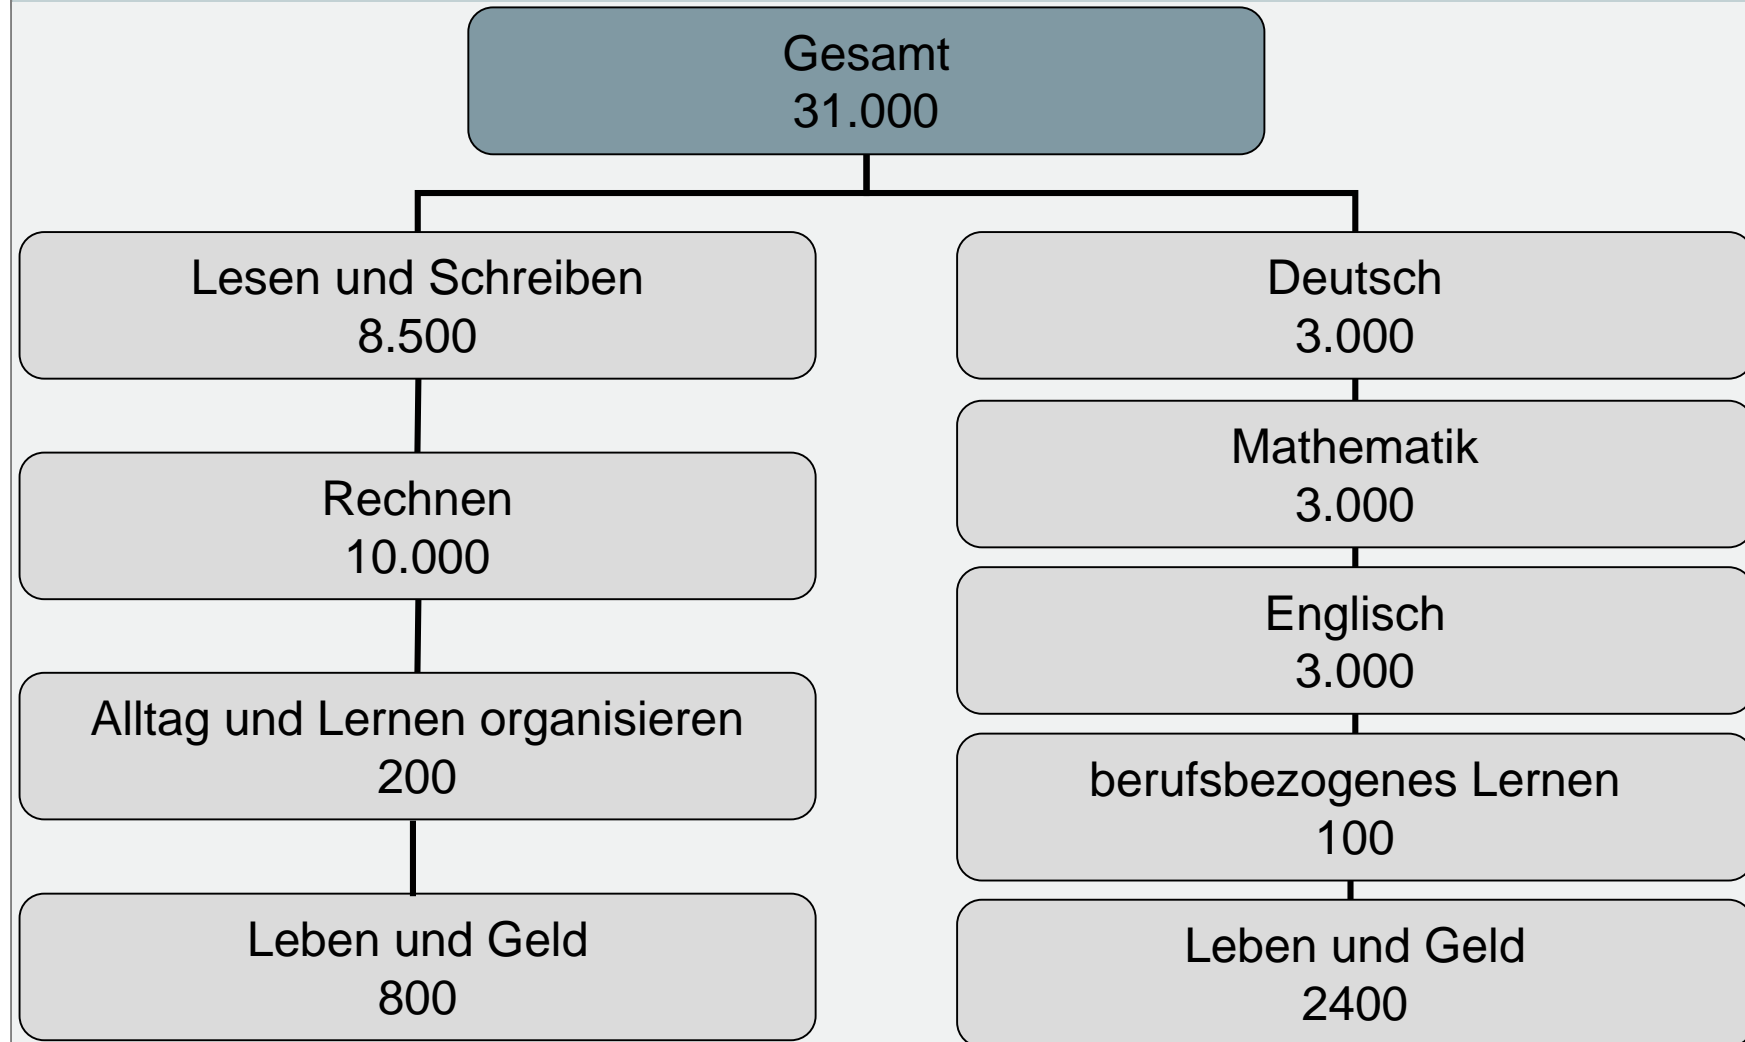 Gesamt
31.000
Lesen und Schreiben
8.500
Rechnen
10.000
Alltag und Lernen organisieren
200
Leben und Geld
800
Deutsch
3.000
Mathematik
3.000
Englisch
3.000
berufsbezogenes Lernen
100
Leben und Geld
2400